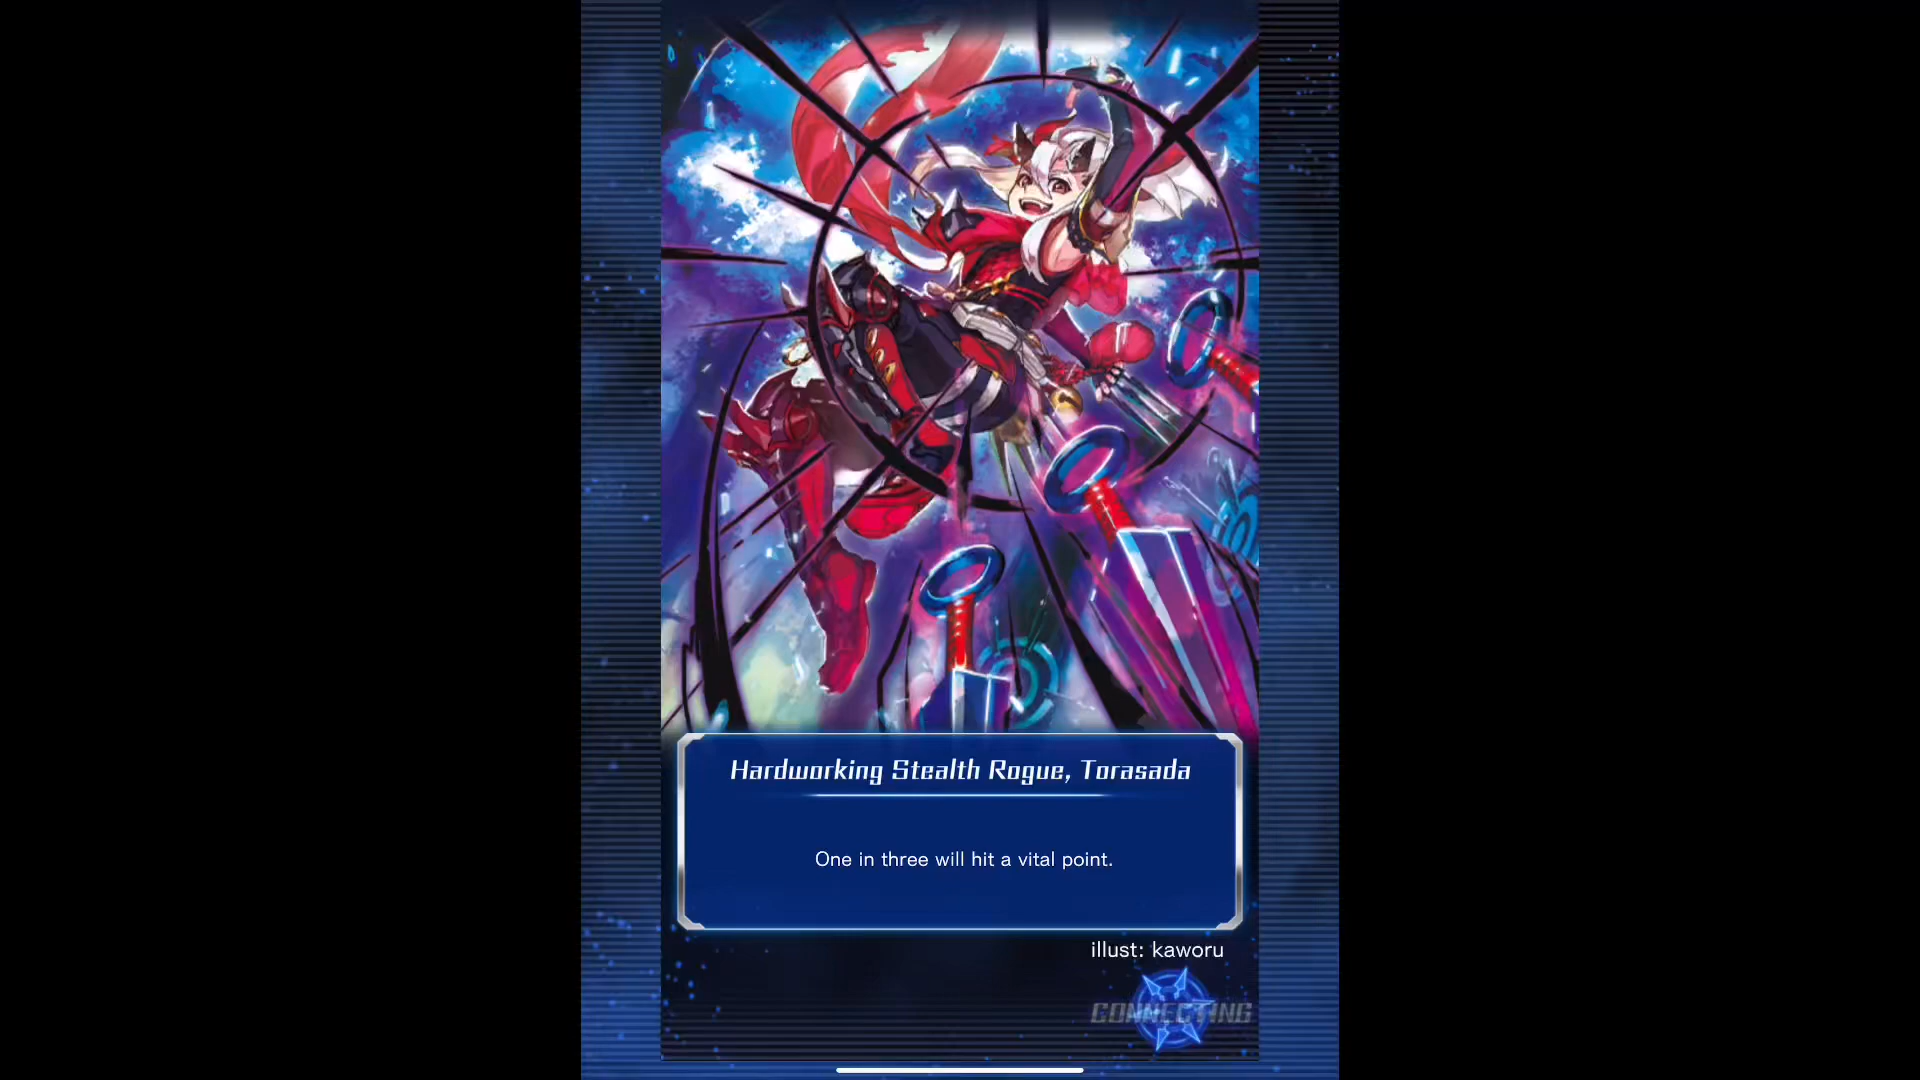 Hardworking Stealth Rogue, Torasada
One in three will hit a vital point.
illust: kaworu
CONNECTING